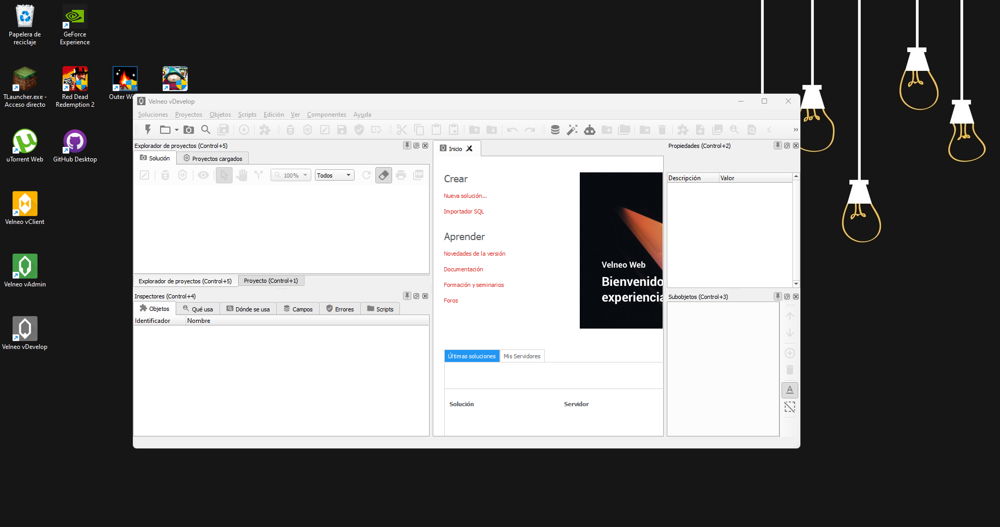 Papelera de
reciclaje
GeForce
Experience
TLauncher.exe -
Acceso directo
Red Dead
Redemption 2
Outer Wi
uTorrent Web
GitHub Desktop
Velneo vClient
Velneo vAdmin
Velneo vDevelop
Velneo vDevelop
Soluciones Proyectos Objetos Scripts Edición Ver Componentes Ayuda
Explorador de proyectos (Control+5)
Solución Proyectos cargados
100% Todos
PDF
Explorador de proyectos (Control+5) Proyecto (Control+1)
Inspectores (Control+4)
Objetos Qué usa Dónde se usa Campos Errores Scripts
Identificador Nombre
Inicio
Crear
Nueva solución...
Importador SQL
Aprender
Novedades de la versión
Documentación
Formación y seminarios
Foros
Velneo Web
Bienvenido
experiencia
Últimas soluciones Mis Servidores
Solución Servidor
Propiedades (Control+2)
Descripción Valor
Subobjetos (Control+3)
A